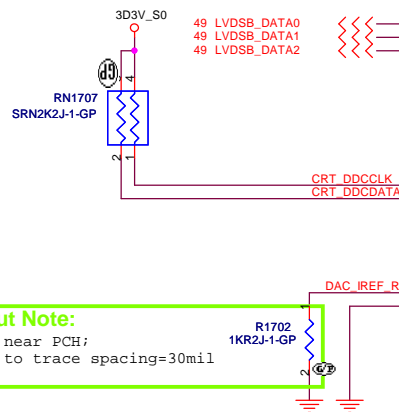 3D3V_S0
49 LVDSB_DATA0
49 LVDSB_DATA1
49 LVDSB_DATA2
GP
4
RN1707
SRN2K2J-1-GP
2
1
CRT_DDCCLK
CRT_DDCDATA
DAC_IREF_R
ut Note:
near PCH;
to trace spacing=30mil
1
R1702
1KR2J-1-GP
2
G/P